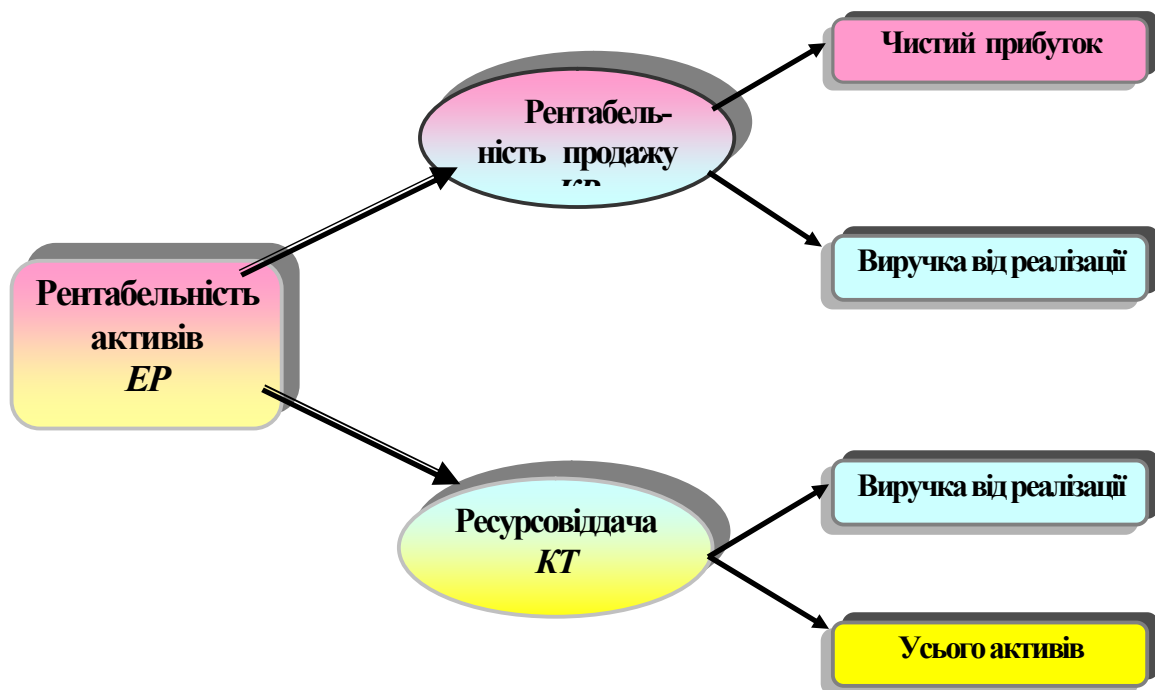 Чистий прибуток
Рентабель-
ність продажу
Виручка від реалізації
Рентабельність
активів
ЕР
Ресурсовіддача
КТ
Виручка від реалізації
Усього активів